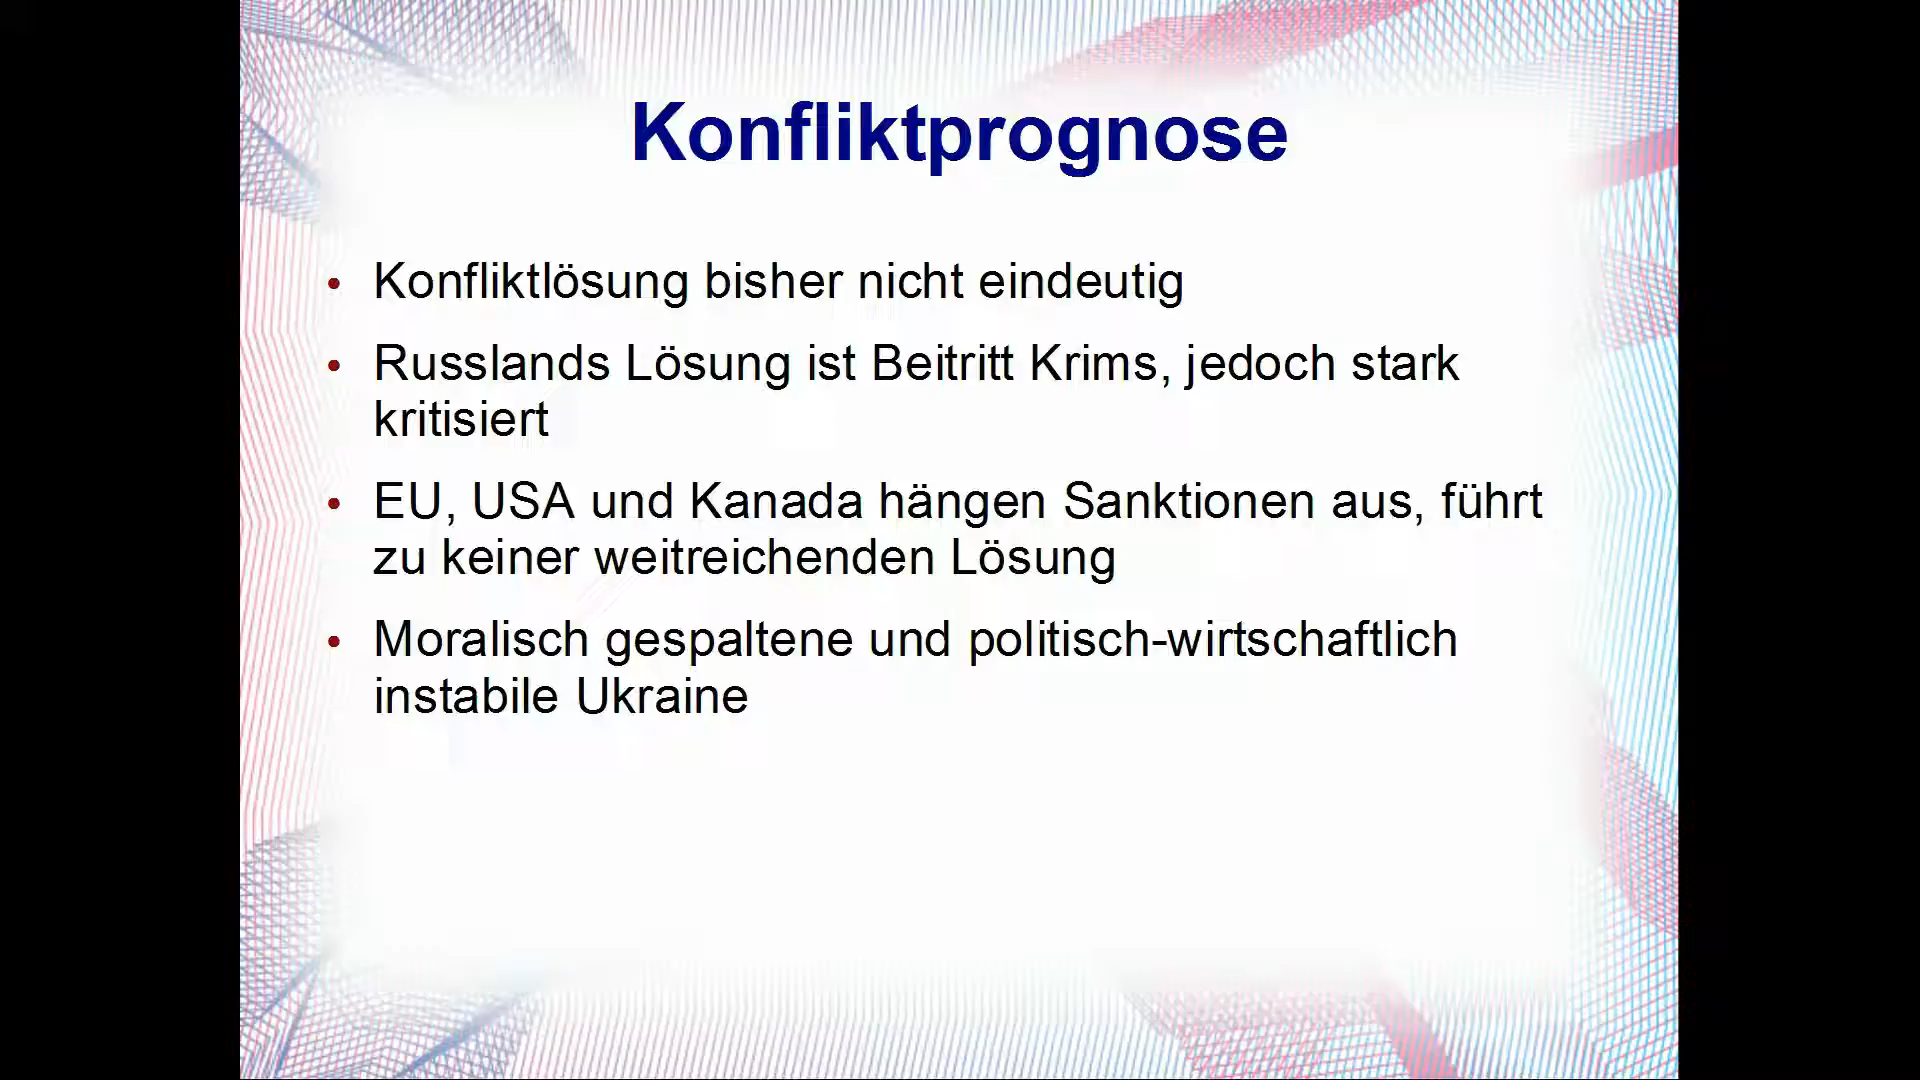 Konfliktprognose
• Konfliktlösung bisher nicht eindeutig
• Russlands Lösung ist Beitritt Krims, jedoch stark
kritisiert
• EU, USA und Kanada hängen Sanktionen aus, führt
zu keiner weitreichenden Lösung
• Moralisch gespaltene und politisch-wirtschaftlich
instabile Ukraine